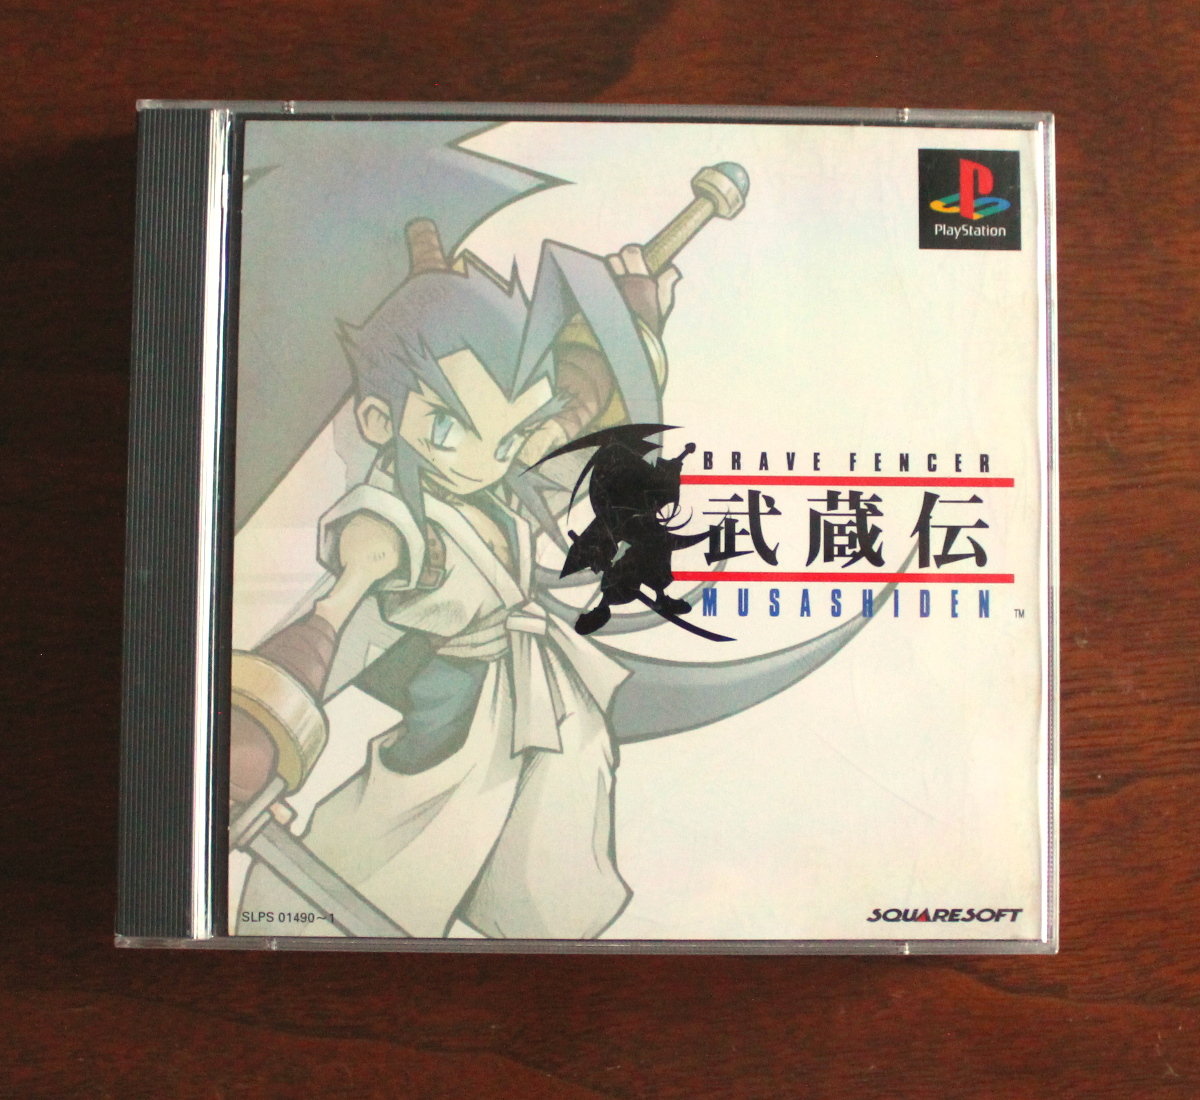 PlayStation
BRAVE FENCER
武蔵伝
MUSASHIDEN
TM
SLPS 01490〜1
SQUARESOFT